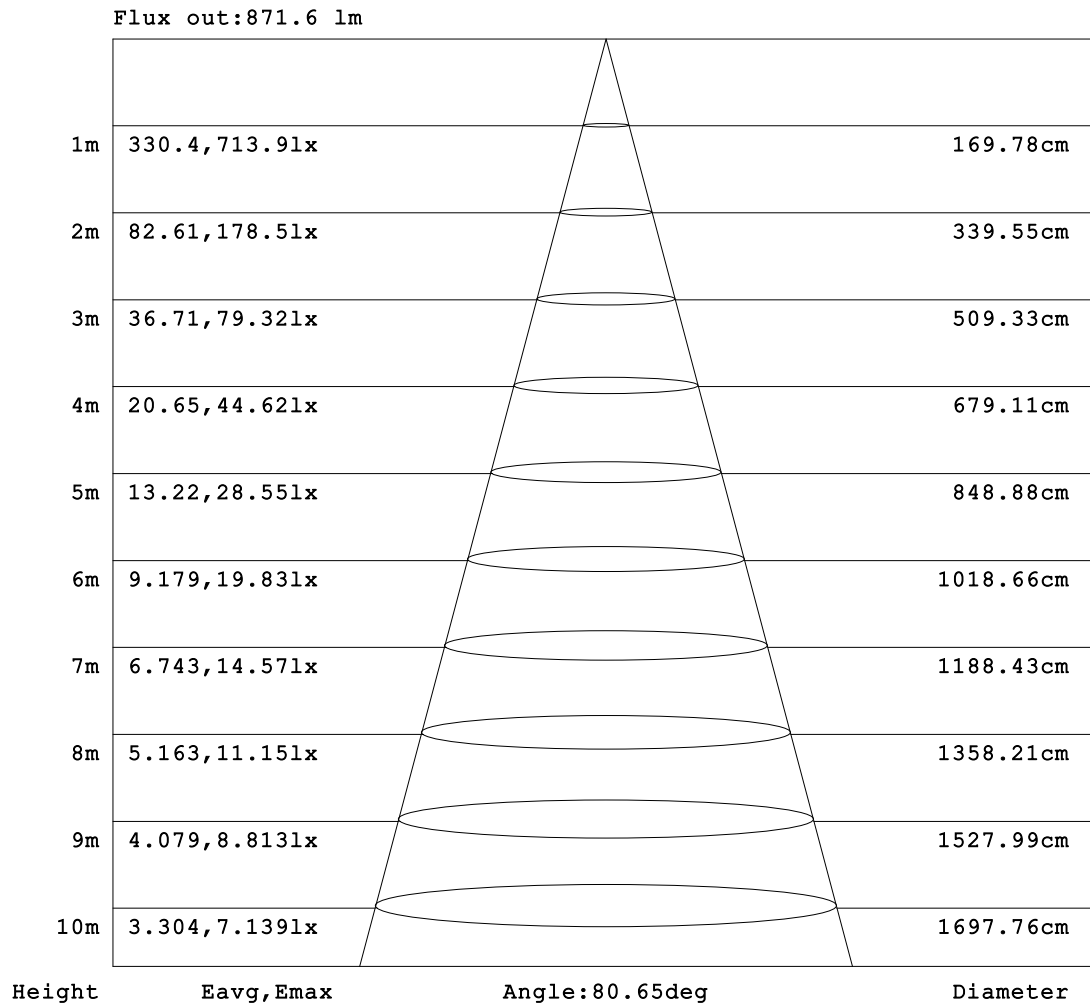 Flux out:871.6 lm
1m 330.4,713.9lx 169.78cm
2m 82.61,178.5lx 339.55cm
3m 36.71,79.32lx 509.33cm
4m 20.65,44.62lx 679.11cm
5m 13.22,28.55lx 848.88cm
6m 9.179,19.83lx 1018.66cm
7m 6.743,14.57lx 1188.43cm
8m 5.163,11.15lx 1358.21cm
9m 4.079,8.813lx 1527.99cm
10m 3.304,7.139lx 1697.76cm
Height Eavg,Emax Angle:80.65deg Diameter